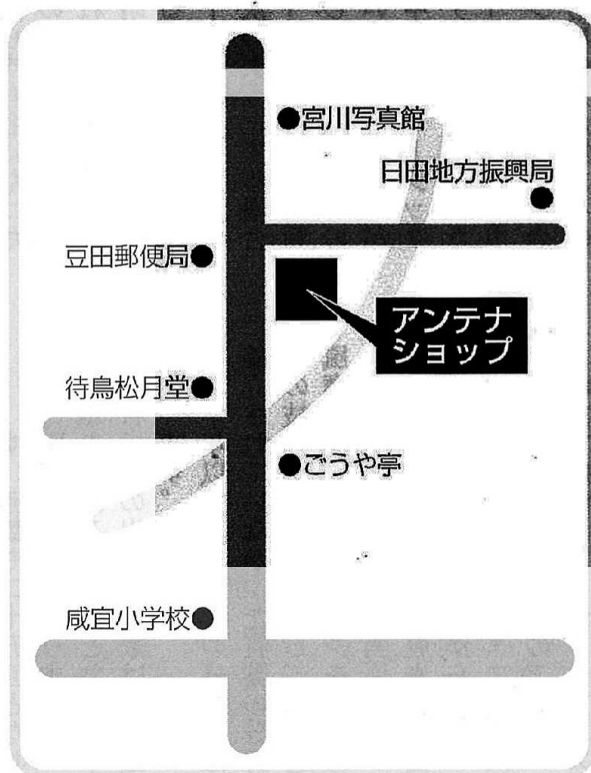 宮川写真館
日田地方振興局
豆田郵便局
アンテナ
ショップ
待鳥松月堂
ごうや亭
咸宜小学校